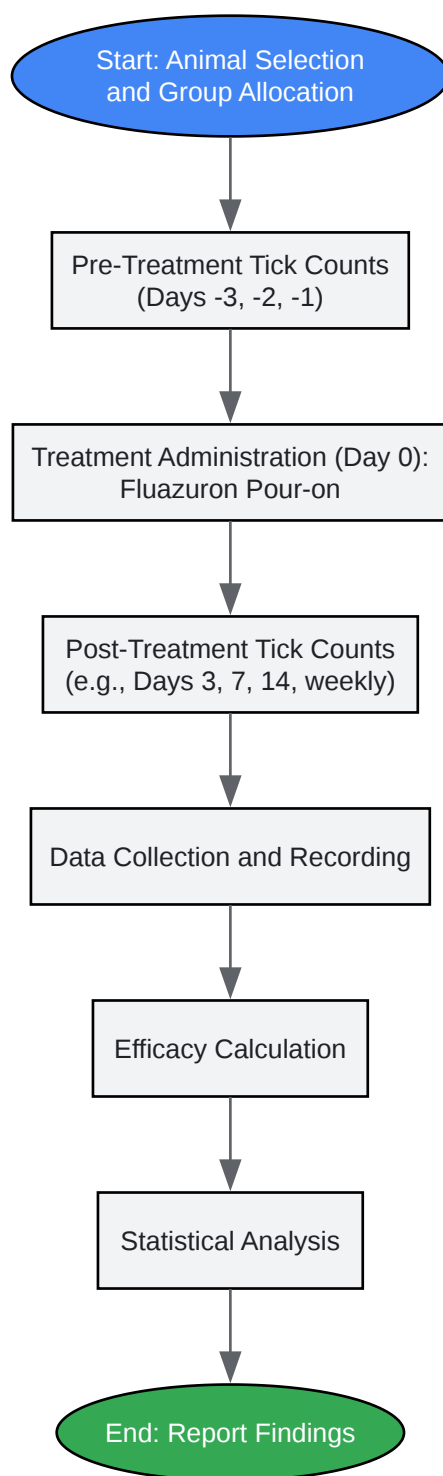 Start: Animal Selection
and Group Allocation
Pre-Treatment Tick Counts
(Days -3, -2, -1)
Treatment Administration (Day 0):
Fluazuron Pour-on
Post-Treatment Tick Counts
(e.g., Days 3, 7, 14, weekly)
Data Collection and Recording
Efficacy Calculation
Statistical Analysis
End: Report Findings